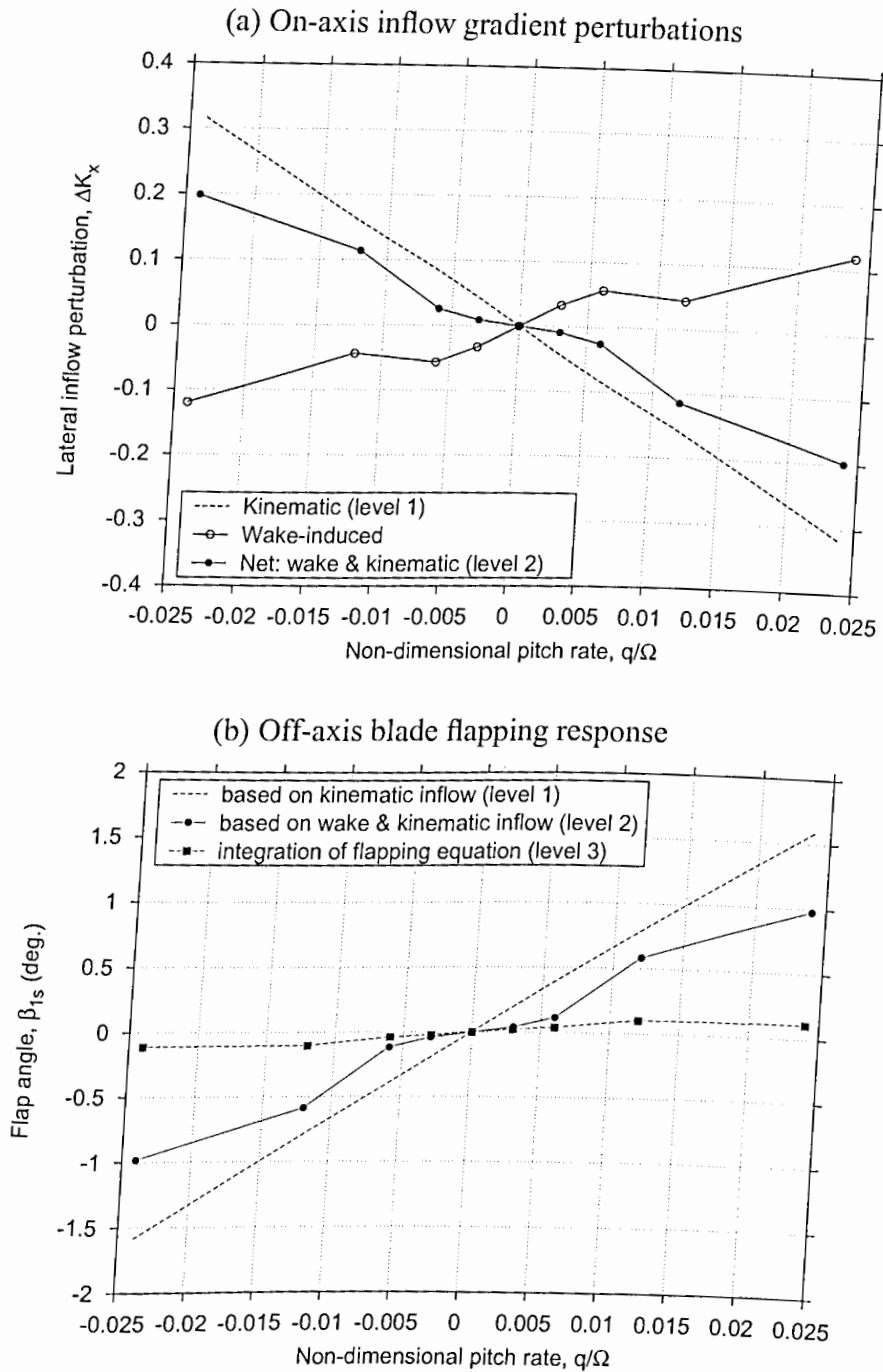 (a) On-axis inflow gradient perturbations
0.4
0.3
0.2
0.1
0
-0.1
-0.2
-0.3
-0.4
Lateral inflow perturbation, ΔKx
Kinematic (level 1)
Wake-induced
Net: wake & kinematic (level 2)
-0.025 -0.02 -0.015 -0.01 -0.005 0 0.005 0.01 0.015 0.02 0.025
Non-dimensional pitch rate, q/Ω
(b) Off-axis blade flapping response
2
1.5
1
0.5
0
-0.5
-1
-1.5
-2
Flap angle, β1s (deg.)
based on kinematic inflow (level 1)
based on wake & kinematic inflow (level 2)
integration of flapping equation (level 3)
-0.025 -0.02 -0.015 -0.01 -0.005 0 0.005 0.01 0.015 0.02 0.025
Non-dimensional pitch rate, q/Ω